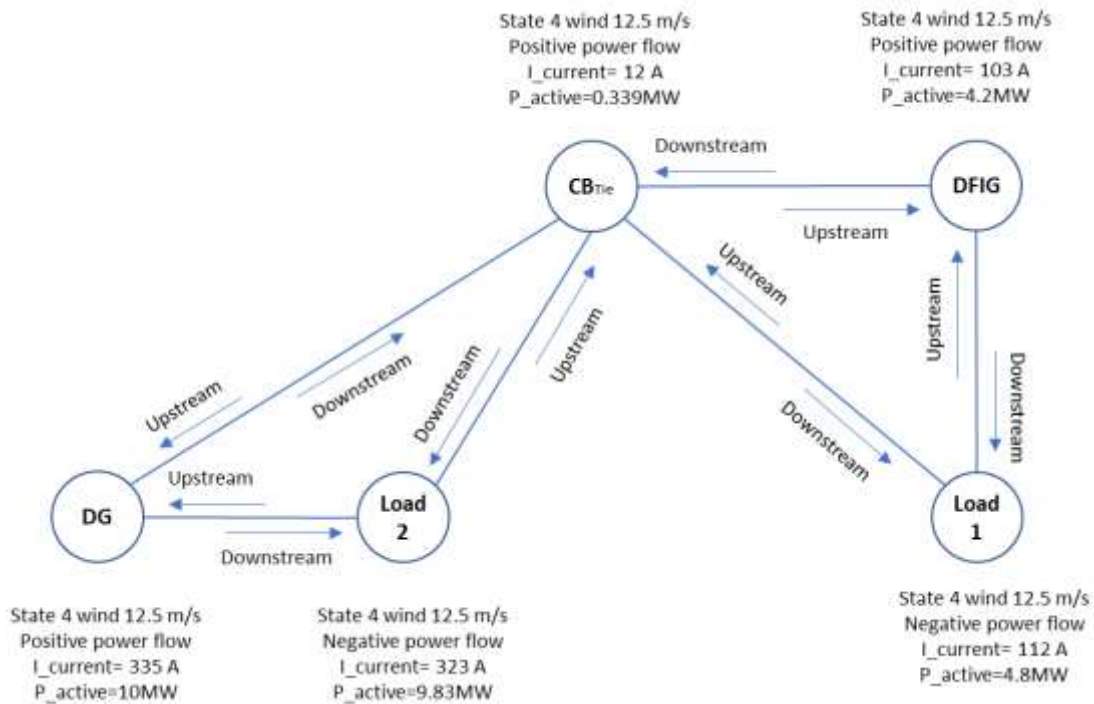 State 4 wind 12.5 m/s
Positive power flow
I_current= 12 A
P_active=0.339MW
State 4 wind 12.5 m/s
Positive power flow
I_current= 103 A
P_active=4.2MW
Downstream
CBTie
DFIG
Upstream
Upstream
Upstream
Downstream
Upstream
Upstream
Downstream
Downstream
Downstream
Upstream
Downstream
DG
Upstream
Downstream
Load
2
Load
1
State 4 wind 12.5 m/s
Positive power flow
I_current= 335 A
P_active=10MW
State 4 wind 12.5 m/s
Negative power flow
I_current= 323 A
P_active=9.83MW
State 4 wind 12.5 m/s
Negative power flow
I_current= 112 A
P_active=4.8MW